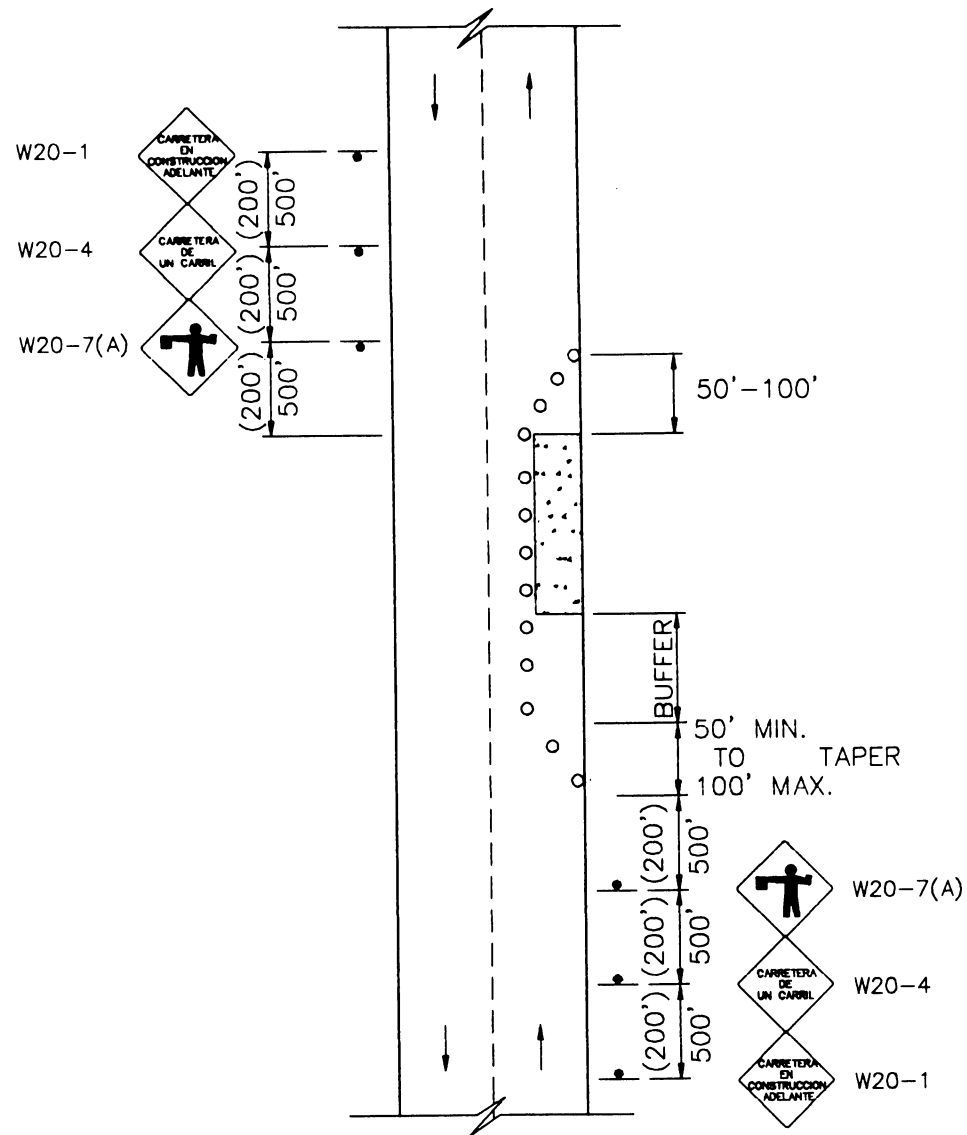 W20-1
CARRETERA
EN
CONSTRUCCION
ADELANTE
(200')
500'
W20-4
CARRETERA
DE
UN CARRIL
(200')
500'
W20-7(A)
(200')
500'
50'-100'
BUFFER
50' MIN.
TO TAPER
100' MAX.
(200')
500'
W20-7(A)
(200')
500'
CARRETERA
DE
UN CARRIL
W20-4
(200')
500'
CARRETERA
EN
CONSTRUCCION
ADELANTE
W20-1